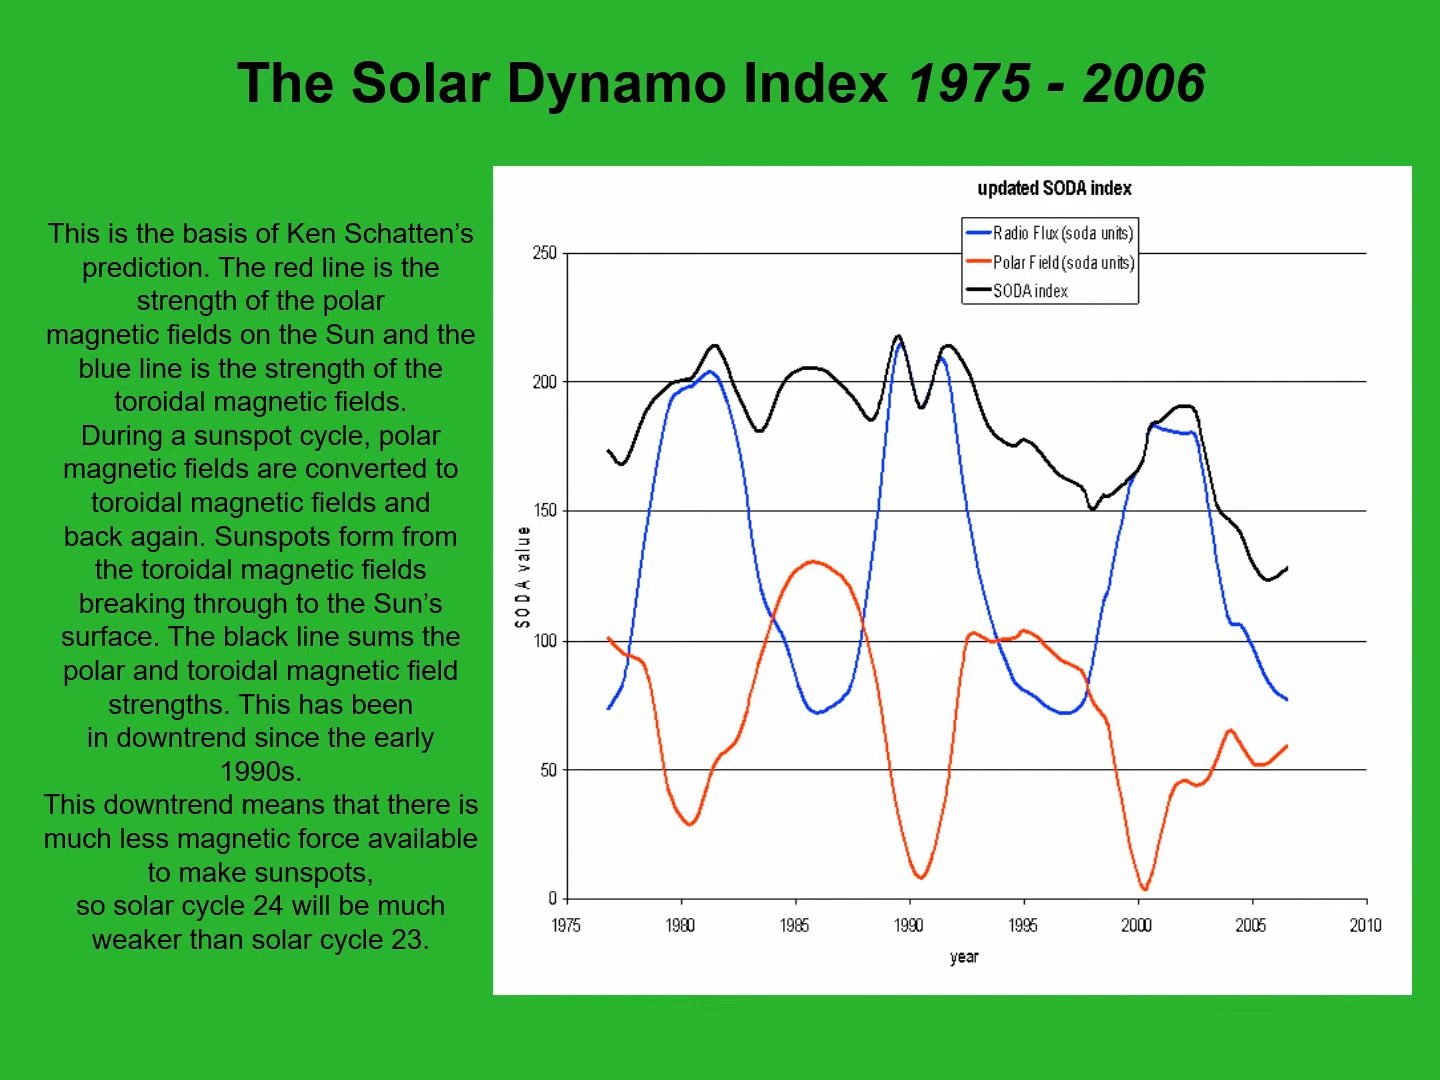 The Solar Dynamo Index 1975 - 2006
This is the basis of Ken Schatten’s
prediction. The red line is the
strength of the polar
magnetic fields on the Sun and the
blue line is the strength of the
toroidal magnetic fields.
During a sunspot cycle, polar
magnetic fields are converted to
toroidal magnetic fields and
back again. Sunspots form from
the toroidal magnetic fields
breaking through to the Sun’s
surface. The black line sums the
polar and toroidal magnetic field
strengths. This has been
in downtrend since the early
1990s.
This downtrend means that there is
much less magnetic force available
to make sunspots,
so solar cycle 24 will be much
weaker than solar cycle 23.
updated SODA index
Radio Flux (soda units)
Polar Field (soda units)
SODA index
250
200
150
100
50
0
SODA value
1975 1980 1985 1990 1995 2000 2005 2010
year